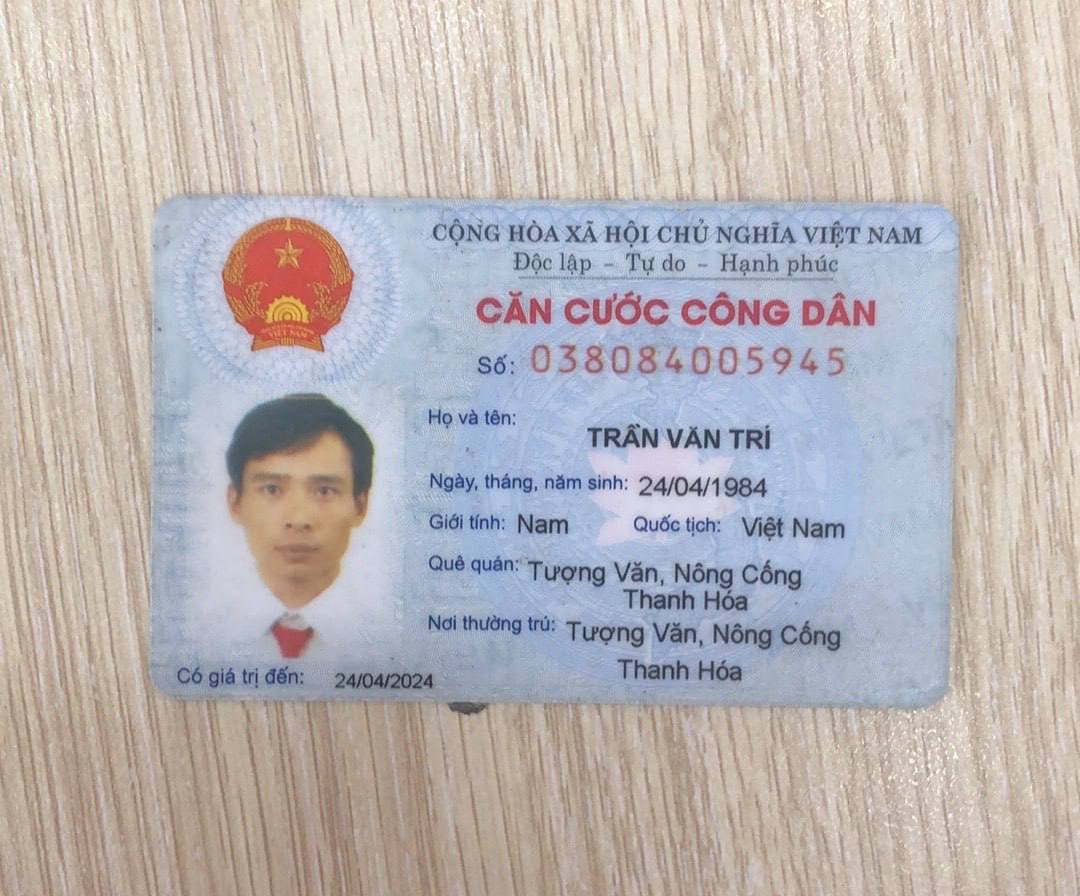 CỘNG HÒA XÃ HỘI CHỦ NGHĨA VIỆT NAM
Độc lập - Tự do - Hạnh phúc
CĂN CƯỚC CÔNG DÂN
Số: 038084005945
Họ và tên:
TRẦN VĂN TRÍ
Ngày, tháng, năm sinh: 24/04/1984
Giới tính: Nam Quốc tịch: Việt Nam
Quê quán: Tượng Văn, Nông Cống
Thanh Hóa
Nơi thường trú: Tượng Văn, Nông Cống
Thanh Hóa
Có giá trị đến: 24/04/2024